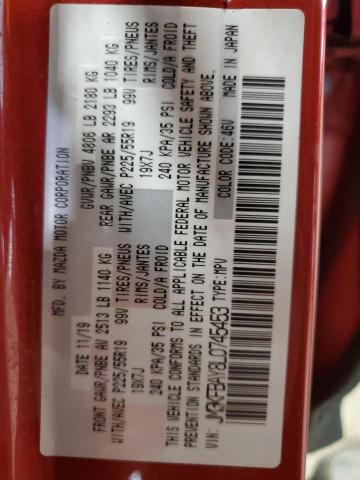 MFD. BY MAZDA MOTOR CORPORATION
DATE 11/19
GVWR/PNBV 4806 LB 2180 KG
FRONT GAWR/PNBE AV 2513 LB 1140 KG
REAR GAWR/PNBE AR 2293 LB 1040 KG
WITH/AVEC P225/55R19 99V TIRES/PNEUS
WITH/AVEC P225/55R19 99V TIRES/PNEUS
19X7J RIMS/JANTES
19X7J RIMS/JANTES
240 KPA/35 PSI COLD/A FROID
240 KPA/35 PSI COLD/A FROID
THIS VEHICLE CONFORMS TO ALL APPLICABLE FEDERAL MOTOR VEHICLE SAFETY AND THEFT
PREVENTION STANDARDS IN EFFECT ON THE DATE OF MANUFACTURE SHOWN ABOVE.
VIN: JM3KFBAY8L0745453 TYPE: MPV
COLOR CODE: 46V
MADE IN JAPAN